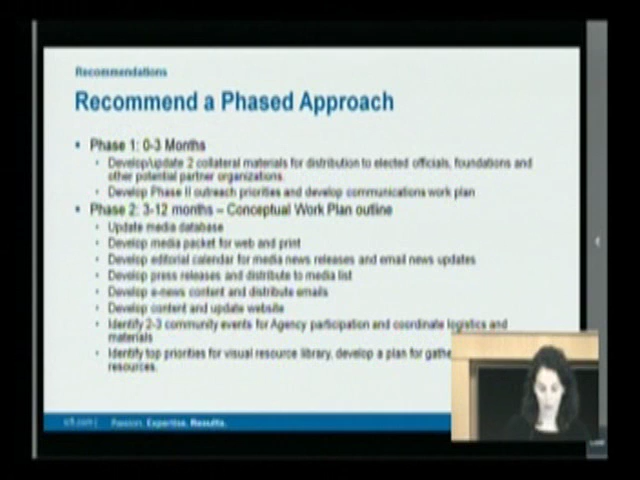 Recommendations
Recommend a Phased Approach
• Phase 1: 0-3 Months
• Develop/update 2 collateral materials for distribution to elected officials, foundations and
other potential partner organizations.
• Develop Phase II outreach priorities and develop communications work plan
• Phase 2: 3-12 months – Conceptual Work Plan outline
• Update media database
• Develop media packet for web and print
• Develop editorial calendar for media news releases and email news updates
• Develop press releases and distribute to media list
• Develop e-news content and distribute emails
• Develop content and update website
• Identify 2-3 community events for Agency participation and coordinate logistics and
materials
• Identify top priorities for visual resource library, develop a plan for
resources.
Passion. Expertise. Results.